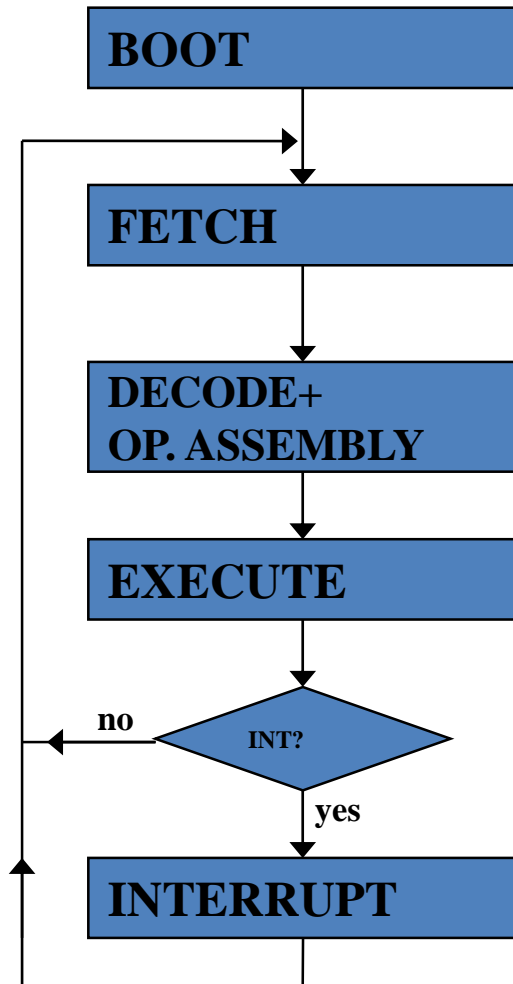 BOOT
FETCH
DECODE+
OP. ASSEMBLY
EXECUTE
no
INT?
yes
INTERRUPT